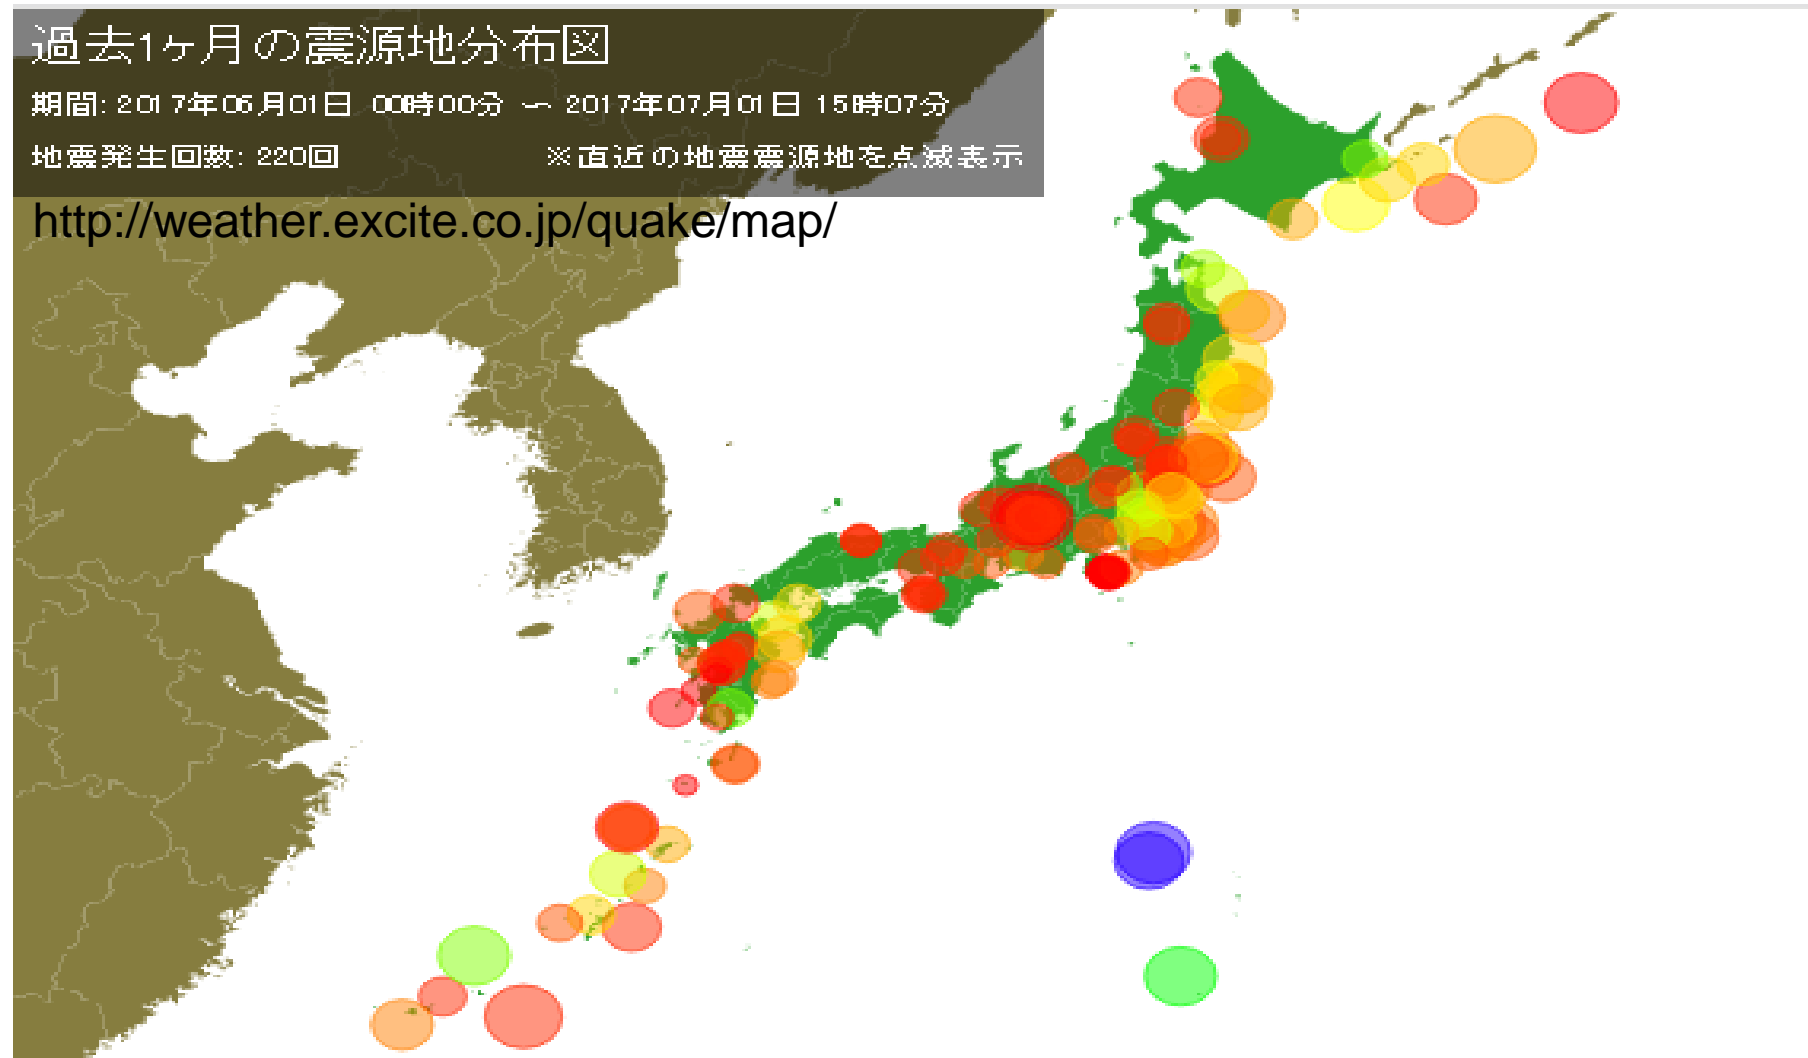 過去1ヶ月の震源地分布図
期間: 2017年06月01日 00時00分 ～ 2017年07月01日 15時07分
地震発生回数: 220回 ※直近の地震震源地を点滅表示
http://weather.excite.co.jp/quake/map/